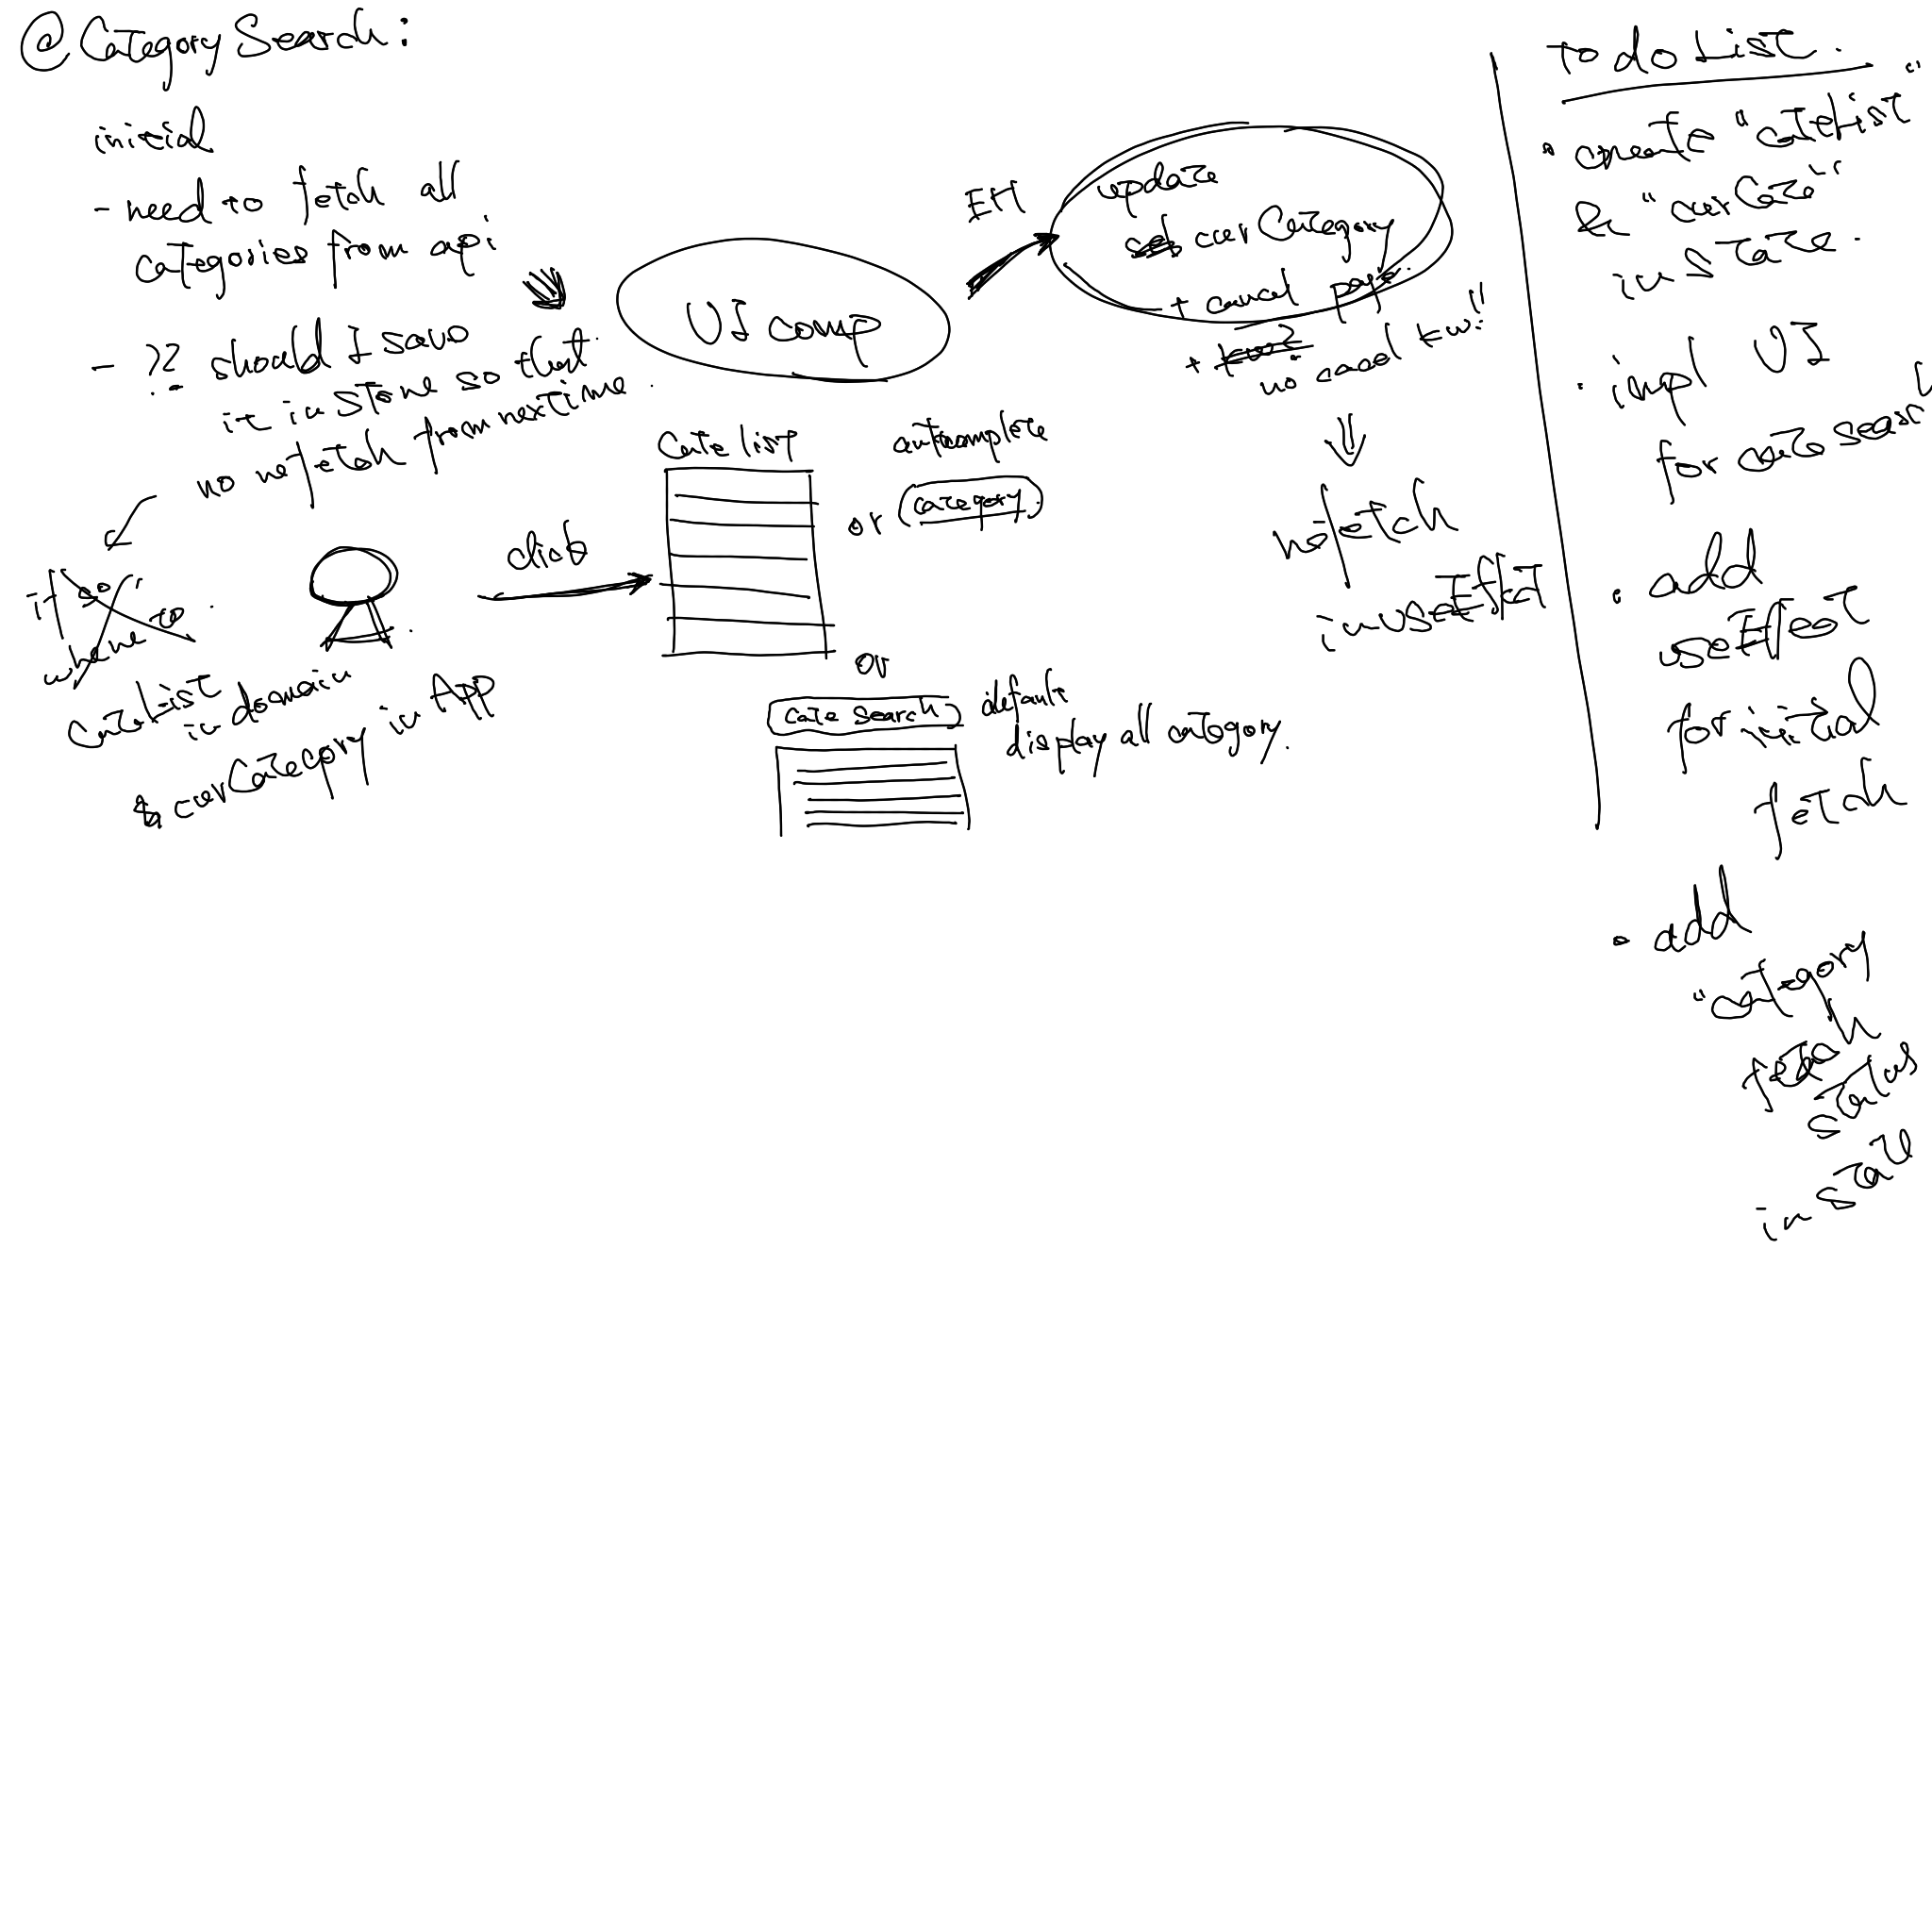 @ Category Search :
initial
- need to fetch all
categories from api
- ?? should I save
it in store so that
no refetch from next time.
if so
where to
cateList
in domain
& curCategory in APP
click
UI comp
Cate list
or
autocomplete
category
or
Cate Search
default
display all category.
EH
update
cur Category
+ cancel page.
+
no need kw!!
⇓
refetch
in useEffect
todo List.
• create "cateList"
& "curCate"
in state.
• impl UI
for cate search
• add
useEffect
for initial
fetch
• add
"category
fetch
status
in state